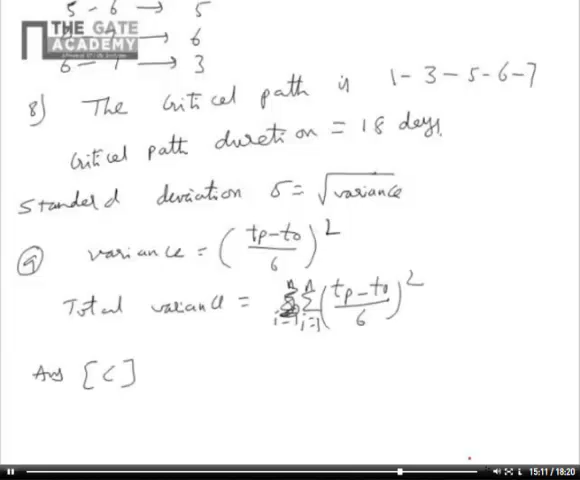 5 - 6 → 5
THE GATE
ACADEMY
→ 6
6 - 7 → 3
8) The critical path is 1 - 3 - 5 - 6 - 7
critical path duration = 18 days
Standard deviation σ = √variance
9 variance = (tp-to/6)^2
Total variance = n∑i=1 (tp-to/6)^2
Ans [C]
15:11 / 18:20